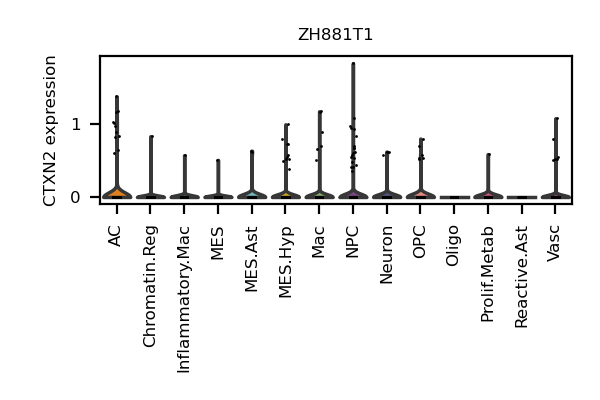 ZH881T1
CTXN2 expression
1
0
AC
Chromatin.Reg
Inflammatory.Mac
MES
MES.Ast
MES.Hyp
Mac
NPC
Neuron
OPC
Oligo
Prolif.Metab
Reactive.Ast
Vasc